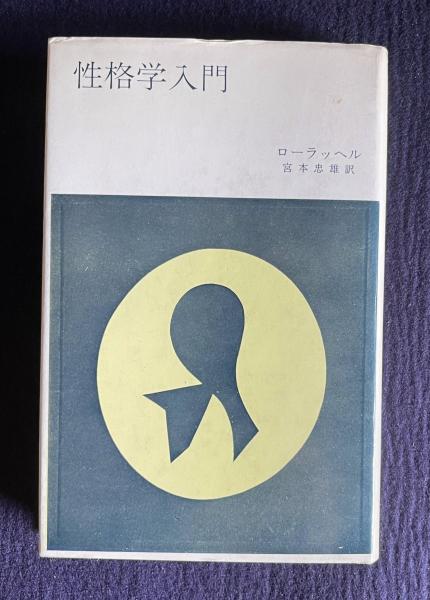 性格学入門
ローラッヘル
宮本忠雄訳